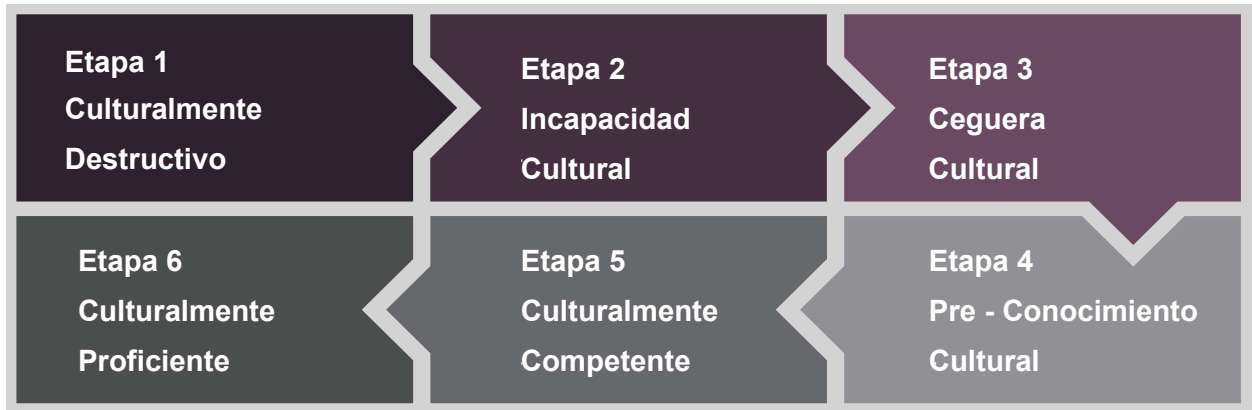 Etapa 1
Culturalmente
Destructivo
Etapa 2
Incapacidad
Cultural
Etapa 3
Ceguera
Cultural
Etapa 4
Pre - Conocimiento
Cultural
Etapa 5
Culturalmente
Competente
Etapa 6
Culturalmente
Proficiente